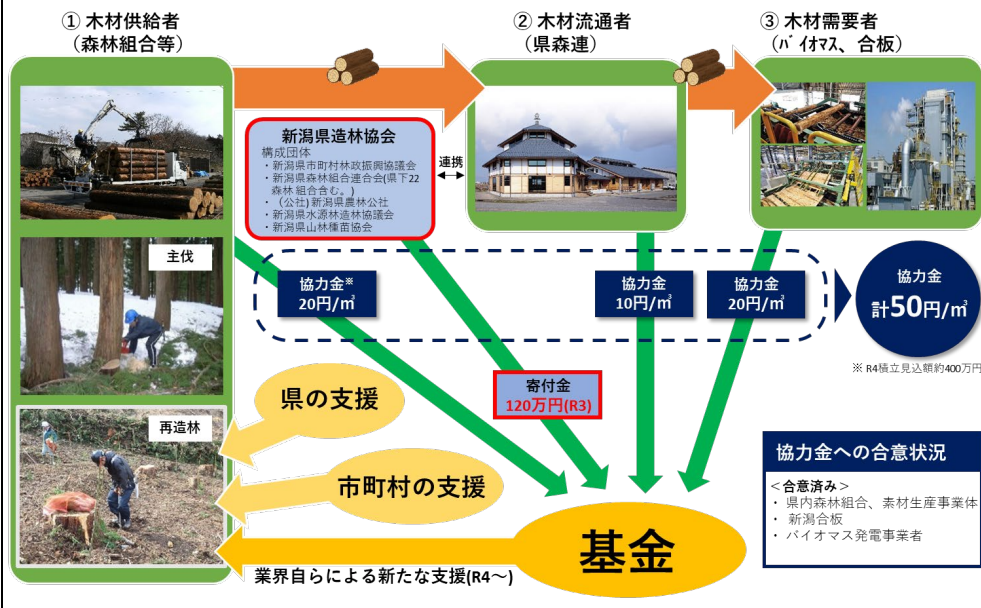 ① 木材供給者
（森林組合等）
② 木材流通者
（県森連）
③ 木材需要者
（バイオマス、合板）
新潟県造林協会
構成団体
・新潟県市町村林政振興協議会
・新潟県森林組合連合会(県下22
森林組合含む。)
・（公社)新潟県農林公社
・新潟県水源林造林協議会
・新潟県山林種苗協会
連携
主伐
協力金※
20円/㎥
協力金
10円/㎥
協力金
20円/㎥
協力金
計50円/㎥
※ R4積立見込額約400万円
寄付金
120万円(R3)
県の支援
再造林
市町村の支援
基金
業界自らによる新たな支援(R4～)
協力金への合意状況
＜合意済み＞
・ 県内森林組合、素材生産事業体
・ 新潟合板
・ バイオマス発電事業者